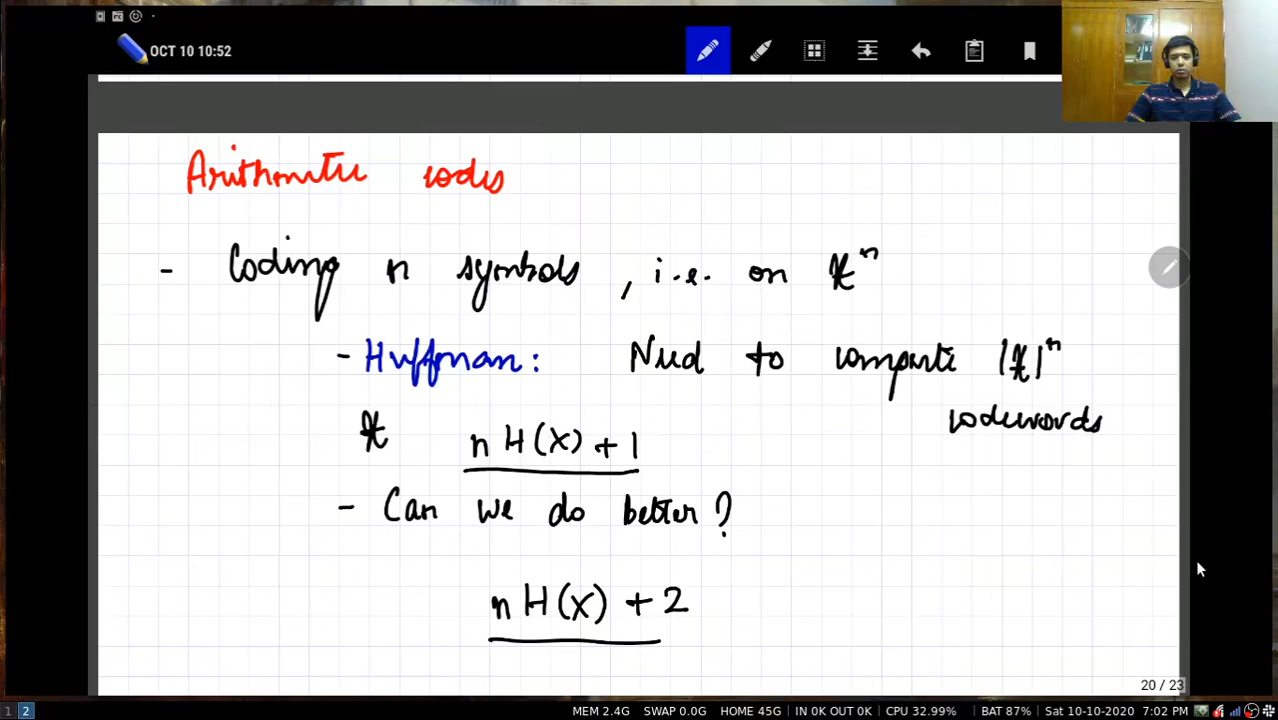 OCT 10 10:52
Arithmetic codes
- Coding n symbols, i.e. on 𝒳ⁿ
- Huffman: Need to compute |𝒳|ⁿ
codewords
𝒳 nH(X) + 1
- Can we do better?
nH(X) + 2
20 / 23
1 2 MEM 2.4G SWAP 0.0G HOME 45G IN 0K OUT 0K CPU 32.99% BAT 87% Sat 10-10-2020 7:02 PM